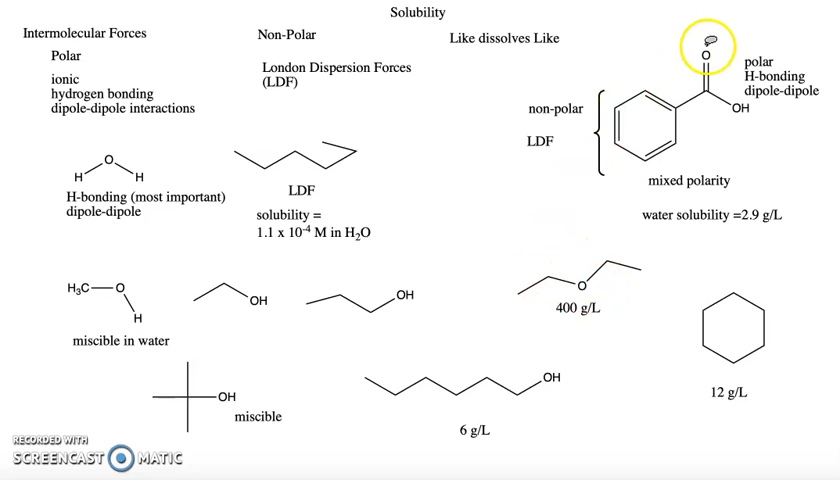 Solubility
Intermolecular Forces
Non-Polar
Like dissolves Like
Polar
ionic
hydrogen bonding
dipole-dipole interactions
London Dispersion Forces
(LDF)
O
polar
H-bonding
dipole-dipole
OH
non-polar
LDF
mixed polarity
water solubility =2.9 g/L
O
H H
H-bonding (most important)
dipole-dipole
LDF
solubility =
1.1 x 10⁻⁴ M in H₂O
H₃C O
H
miscible in water
OH
OH
O
400 g/L
12 g/L
OH
miscible
OH
6 g/L
RECORDED WITH
SCREENCAST MATIC